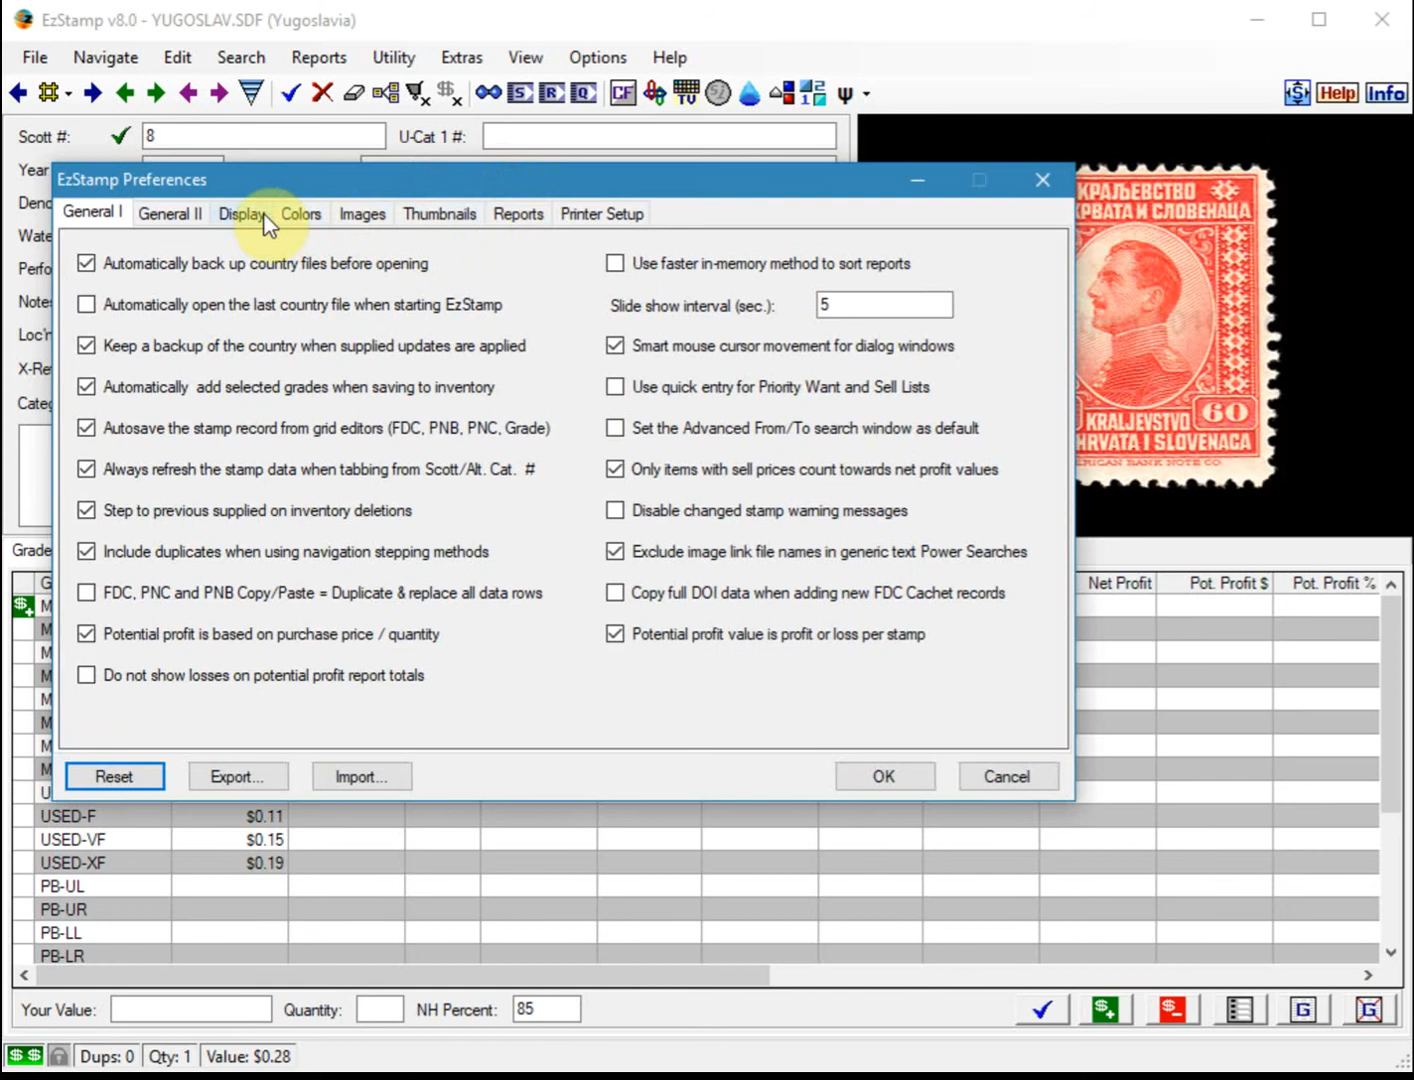 EzStamp v8.0 - YUGOSLAV.SDF (Yugoslavia)
File Navigate Edit Search Reports Utility Extras View Options Help
S R Q CF TV Help Info
Scott #: 8 U-Cat 1 #:
Year
Deno
Wate
Perfo
Notes
Loc'n
X-Re
Categ
EzStamp Preferences
General I General II Display Colors Images Thumbnails Reports Printer Setup
Automatically back up country files before opening
Automatically open the last country file when starting EzStamp
Keep a backup of the country when supplied updates are applied
Automatically add selected grades when saving to inventory
Autosave the stamp record from grid editors (FDC, PNB, PNC, Grade)
Always refresh the stamp data when tabbing from Scott/Alt. Cat. #
Step to previous supplied on inventory deletions
Include duplicates when using navigation stepping methods
FDC, PNC and PNB Copy/Paste = Duplicate & replace all data rows
Potential profit is based on purchase price / quantity
Do not show losses on potential profit report totals
Use faster in-memory method to sort reports
Slide show interval (sec.): 5
Smart mouse cursor movement for dialog windows
Use quick entry for Priority Want and Sell Lists
Set the Advanced From/To search window as default
Only items with sell prices count towards net profit values
Disable changed stamp warning messages
Exclude image link file names in generic text Power Searches
Copy full DOI data when adding new FDC Cachet records
Potential profit value is profit or loss per stamp
Reset Export... Import... OK Cancel
КРАЉЕВСТВО
РВАТА И СЛОВЕНАЦА
60
KRALJEVSTVO
HRVATA I SLOVENACA
RICAN BANK NOTE CO.
Grade
G Net Profit Pot. Profit $ Pot. Profit %
M
M
M
M
M
M
M
M
U
USED-F $0.11
USED-VF $0.15
USED-XF $0.19
PB-UL
PB-UR
PB-LL
PB-LR
Your Value: Quantity: NH Percent: 85
$+ $- G G
$ $ Dups: 0 Qty: 1 Value: $0.28